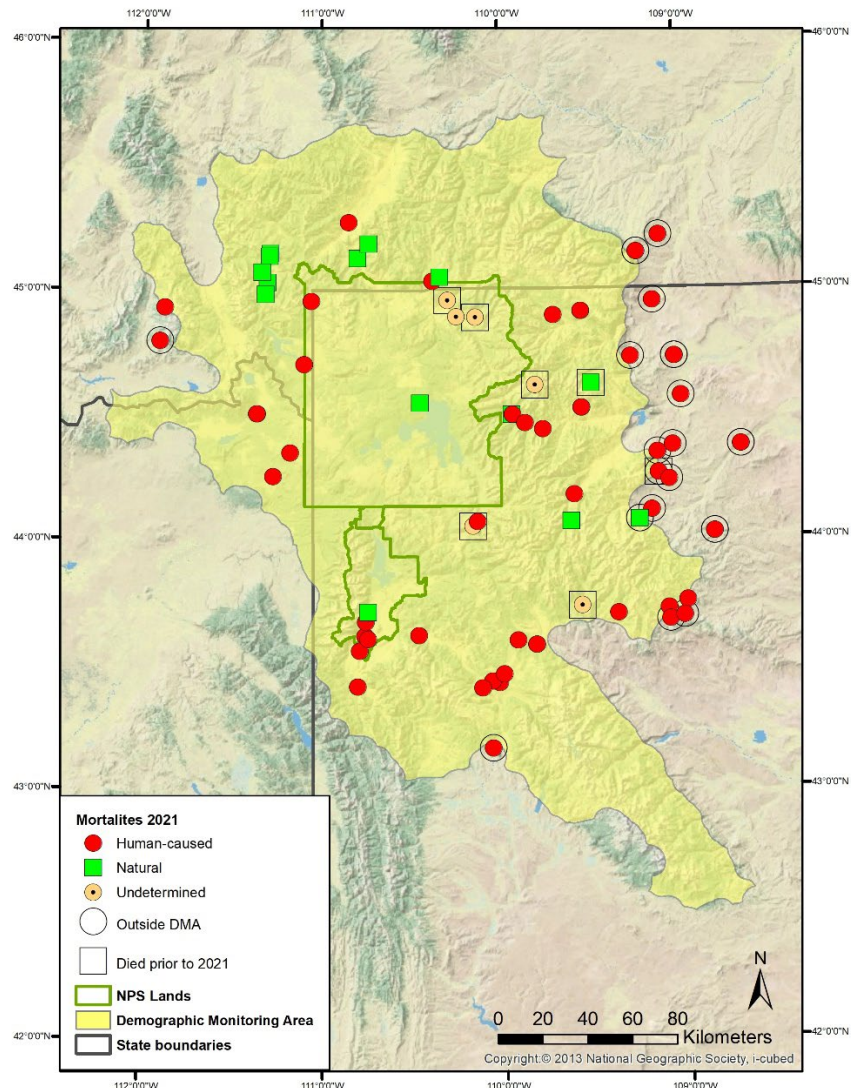 112°0'0"W 111°0'0"W 110°0'0"W 109°0'0"W
46°0'0"N 46°0'0"N
45°0'0"N 45°0'0"N
44°0'0"N 44°0'0"N
43°0'0"N 43°0'0"N
42°0'0"N 42°0'0"N
Mortalites 2021
Human-caused
Natural
Undetermined
Outside DMA
Died prior to 2021
NPS Lands
Demographic Monitoring Area
State boundaries
N
0 20 40 60 80
Kilometers
Copyright:© 2013 National Geographic Society, i-cubed
112°0'0"W 111°0'0"W 110°0'0"W 109°0'0"W